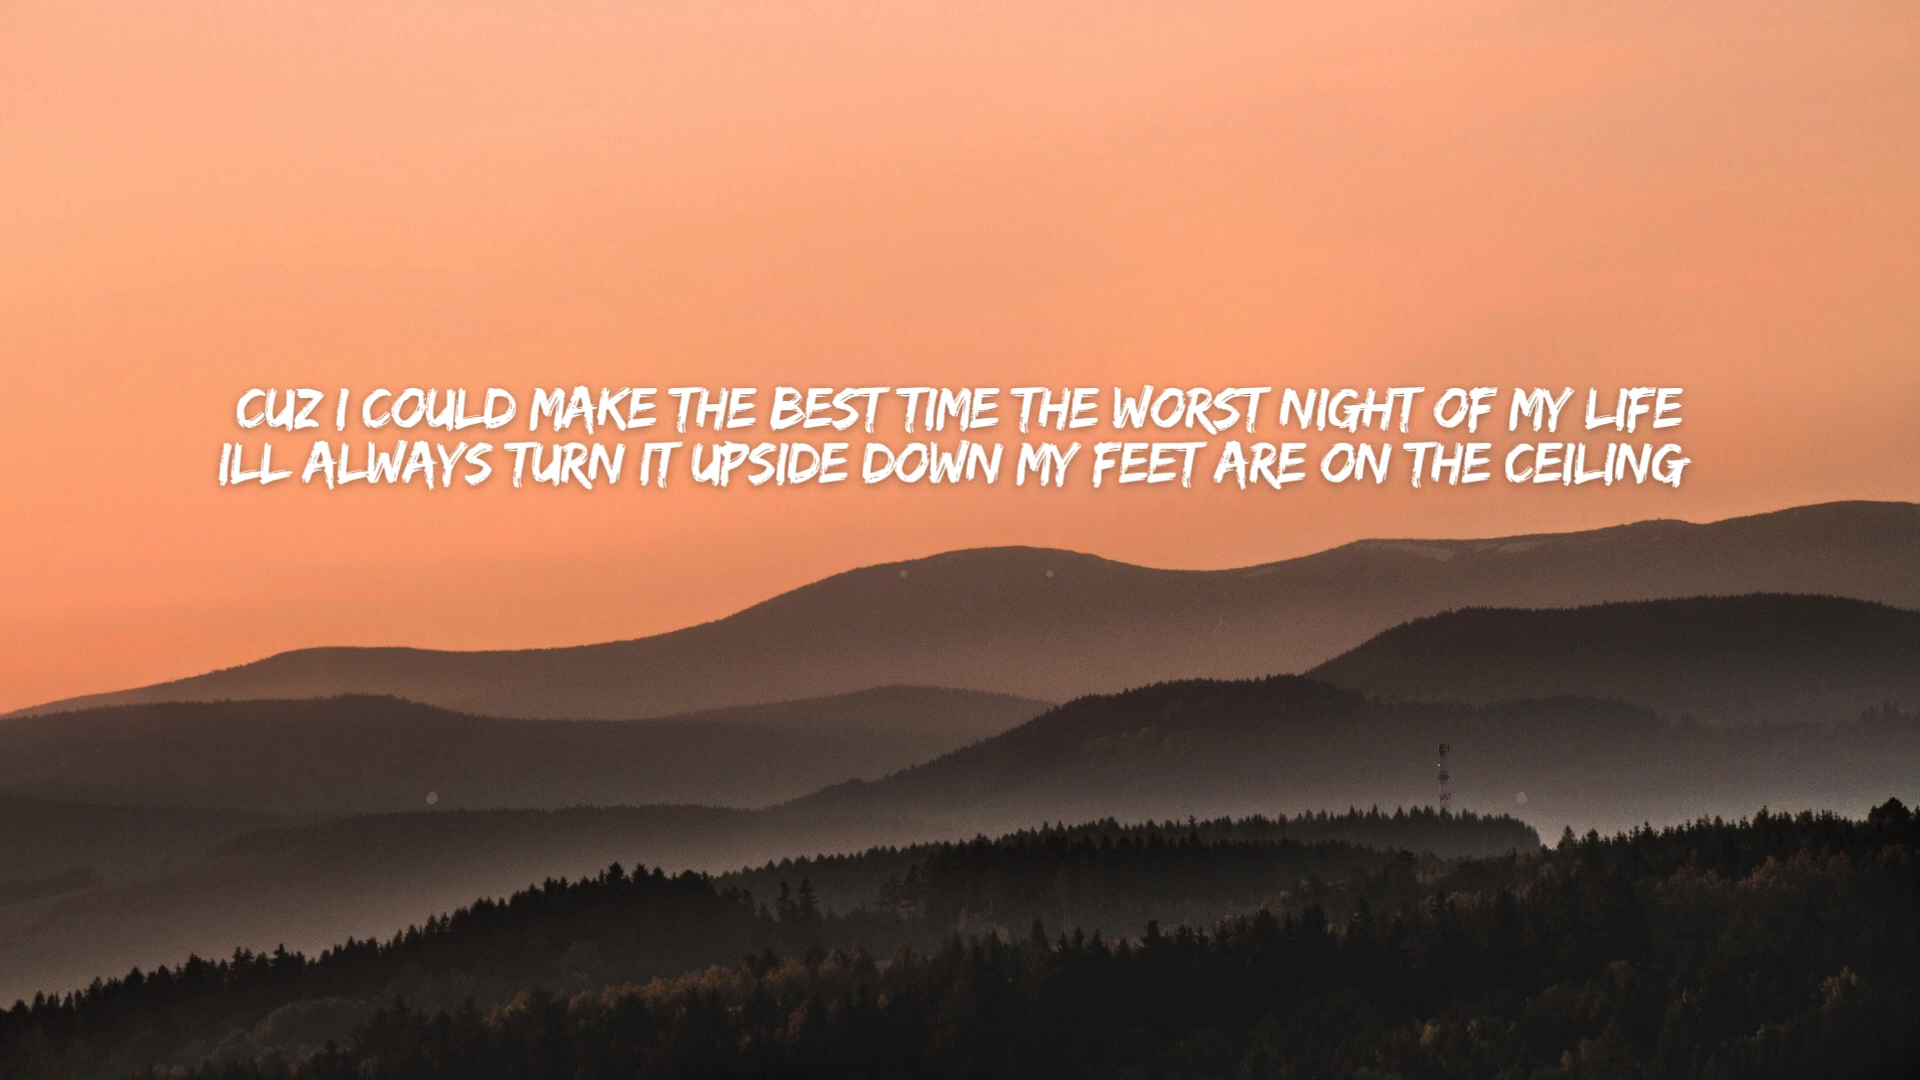 CUZ I COULD MAKE THE BEST TIME THE WORST NIGHT OF MY LIFE
ILL ALWAYS TURN IT UPSIDE DOWN MY FEET ARE ON THE CEILING